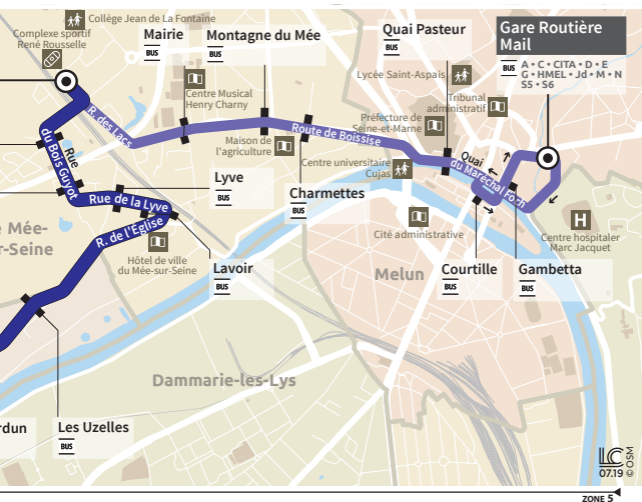 Collège Jean de La Fontaine
Complexe sportif
René Rousselle
Mairie
BUS
Montagne du Mée
BUS
Quai Pasteur
BUS
Gare Routière
Mail
BUS
A • C • CITA • D • E
G • HMEL • Jd • M • N
S5 • S6
Lycée Saint-Aspais
Tribunal
administratif
Centre Musical
Henry Charny
Préfecture de
Seine-et-Marne
R. des Lacs
Route de Boissise
Maison de
l'agriculture
Centre universitaire
Cujas
Quai
du Maréchal Foch
Rue
du Bois Guyot
Lyve
BUS
Charmettes
BUS
Rue de la Lyve
R. de l'Église
e Mée-
r-Seine
Hôtel de ville
du Mée-sur-Seine
Cité administrative
H
Centre hospitaler
Marc Jacquet
Lavoir
BUS
Melun
Courtille
BUS
Gambetta
BUS
Dammarie-les-Lys
rdun
Les Uzelles
BUS
LC
07.19
© OSM
ZONE 5